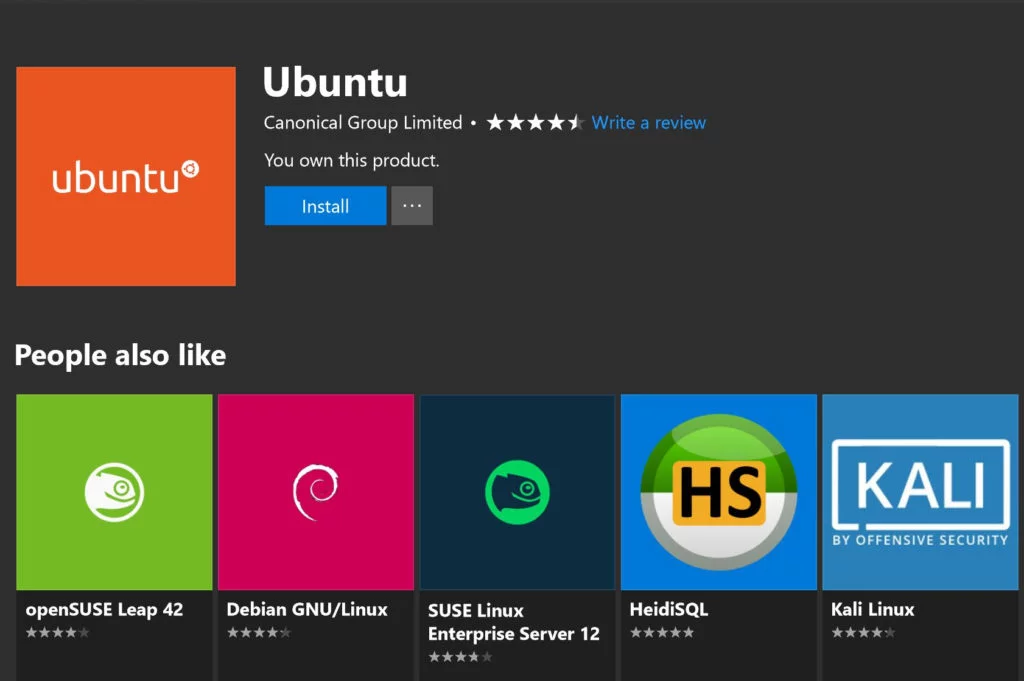 ubuntu
Ubuntu
Canonical Group Limited • Write a review
You own this product.
Install ...
People also like
HS
KALI
BY OFFENSIVE SECURITY
openSUSE Leap 42
Debian GNU/Linux
SUSE Linux
Enterprise Server 12
HeidiSQL
Kali Linux